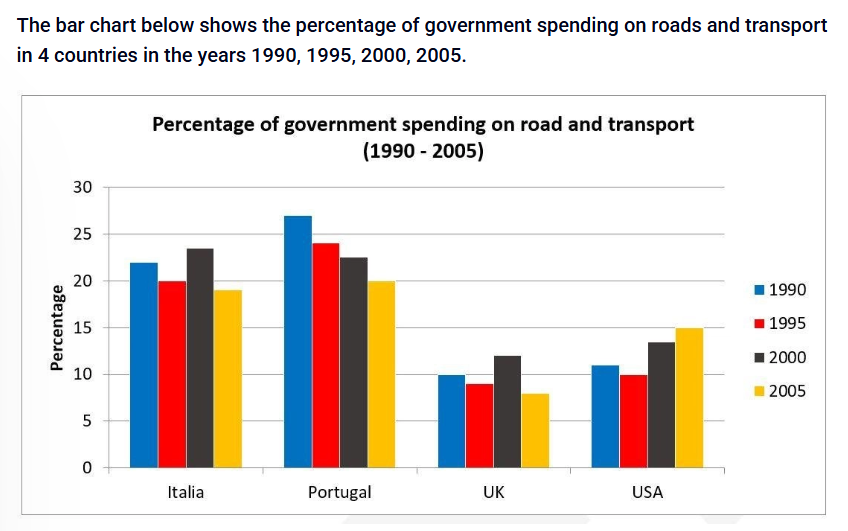 The bar chart below shows the percentage of government spending on roads and transport
in 4 countries in the years 1990, 1995, 2000, 2005.
Percentage of government spending on road and transport
(1990 - 2005)
Percentage
30
25
20
15
10
5
0
Italia
Portugal
UK
USA
1990
1995
2000
2005